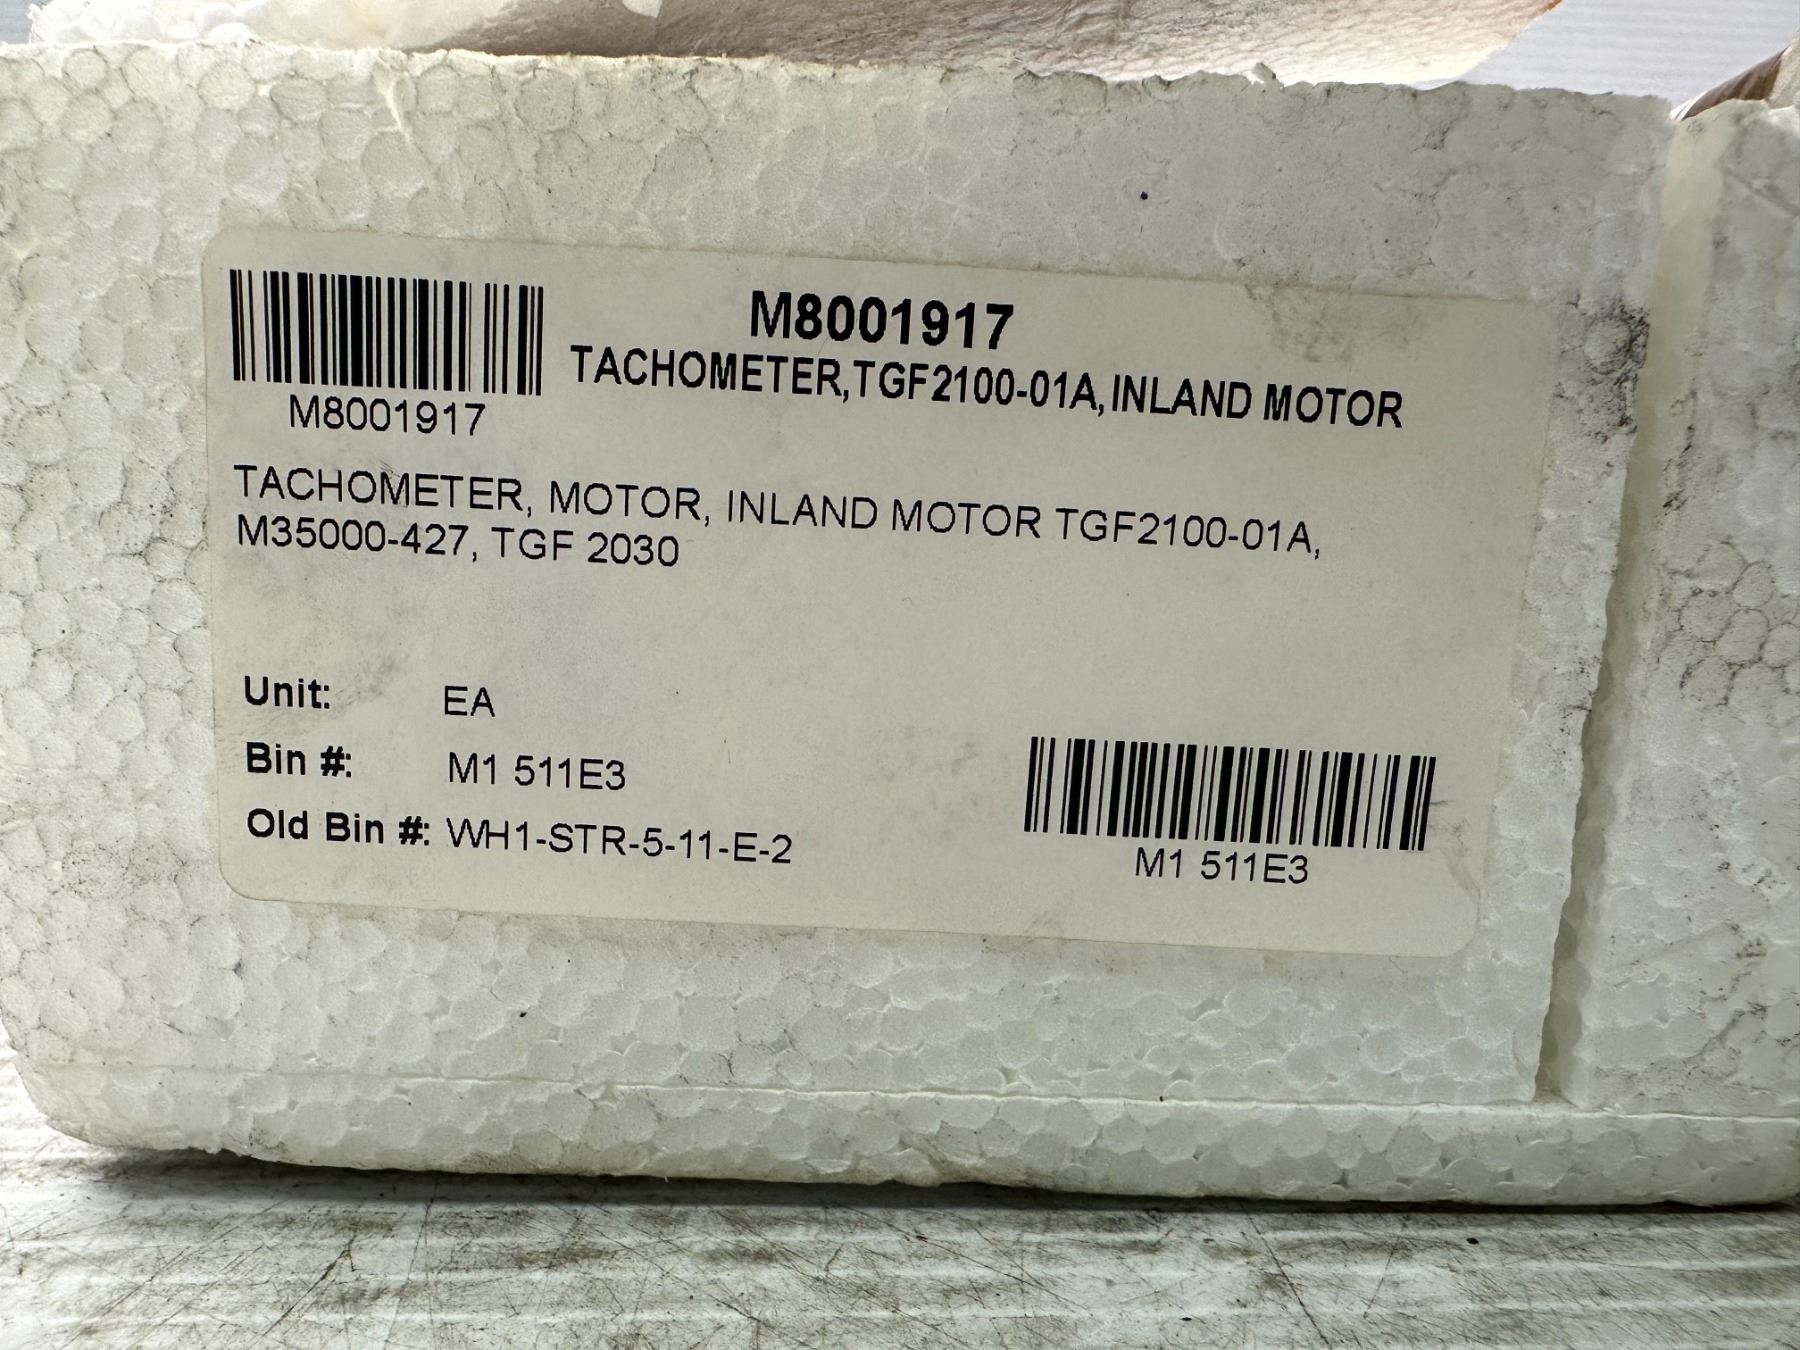 M8001917
TACHOMETER,TGF2100-01A,INLAND MOTOR
M8001917
TACHOMETER, MOTOR, INLAND MOTOR TGF2100-01A,
M35000-427, TGF 2030
Unit: EA
Bin #: M1 511E3
Old Bin #: WH1-STR-5-11-E-2
M1 511E3